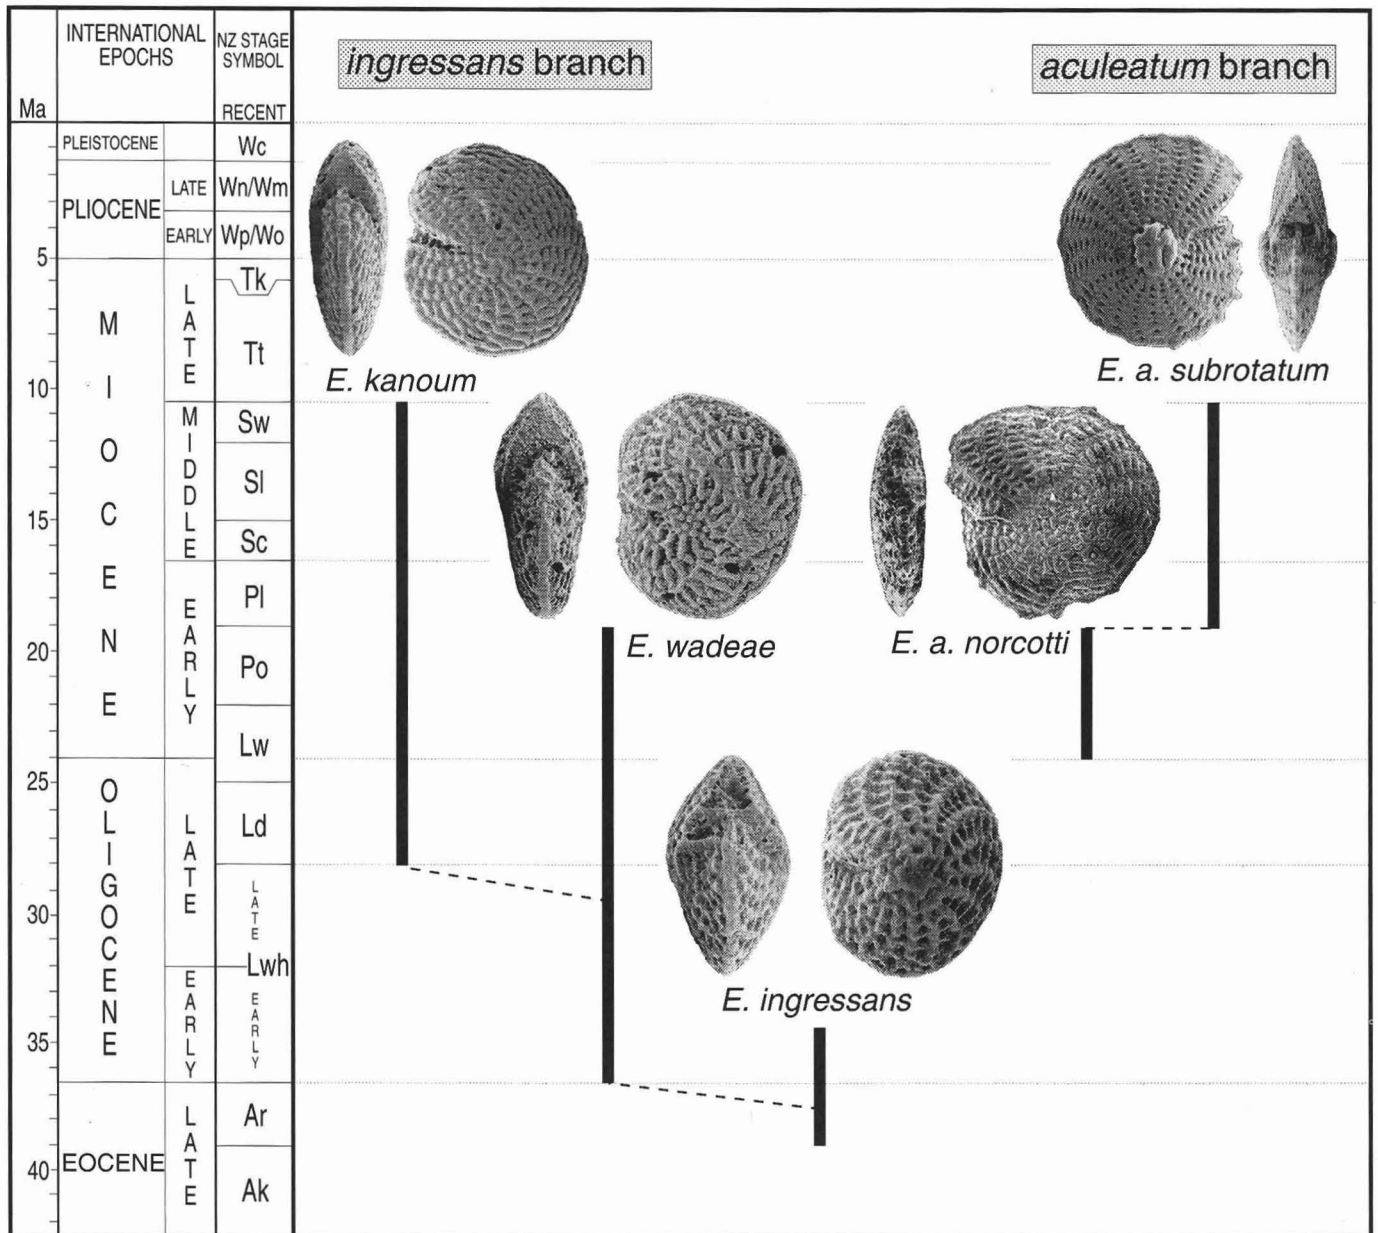 INTERNATIONAL
EPOCHS
NZ STAGE
SYMBOL
Ma
RECENT
ingressans branch
aculeatum branch
PLEISTOCENE
Wc
PLIOCENE
LATE
Wn/Wm
EARLY
Wp/Wo
5
MIOCENE
LATE
Tk
Tt
10
E. kanoum
E. a. subrotatum
MIDDLE
Sw
Sl
15
Sc
EARLY
Pl
E. wadeae
E. a. norcotti
20
Po
Lw
25
OLIGOCENE
LATE
Ld
LATE
30
Lwh
EARLY
EARLY
E. ingressans
35
LATE
Ar
40
EOCENE
Ak